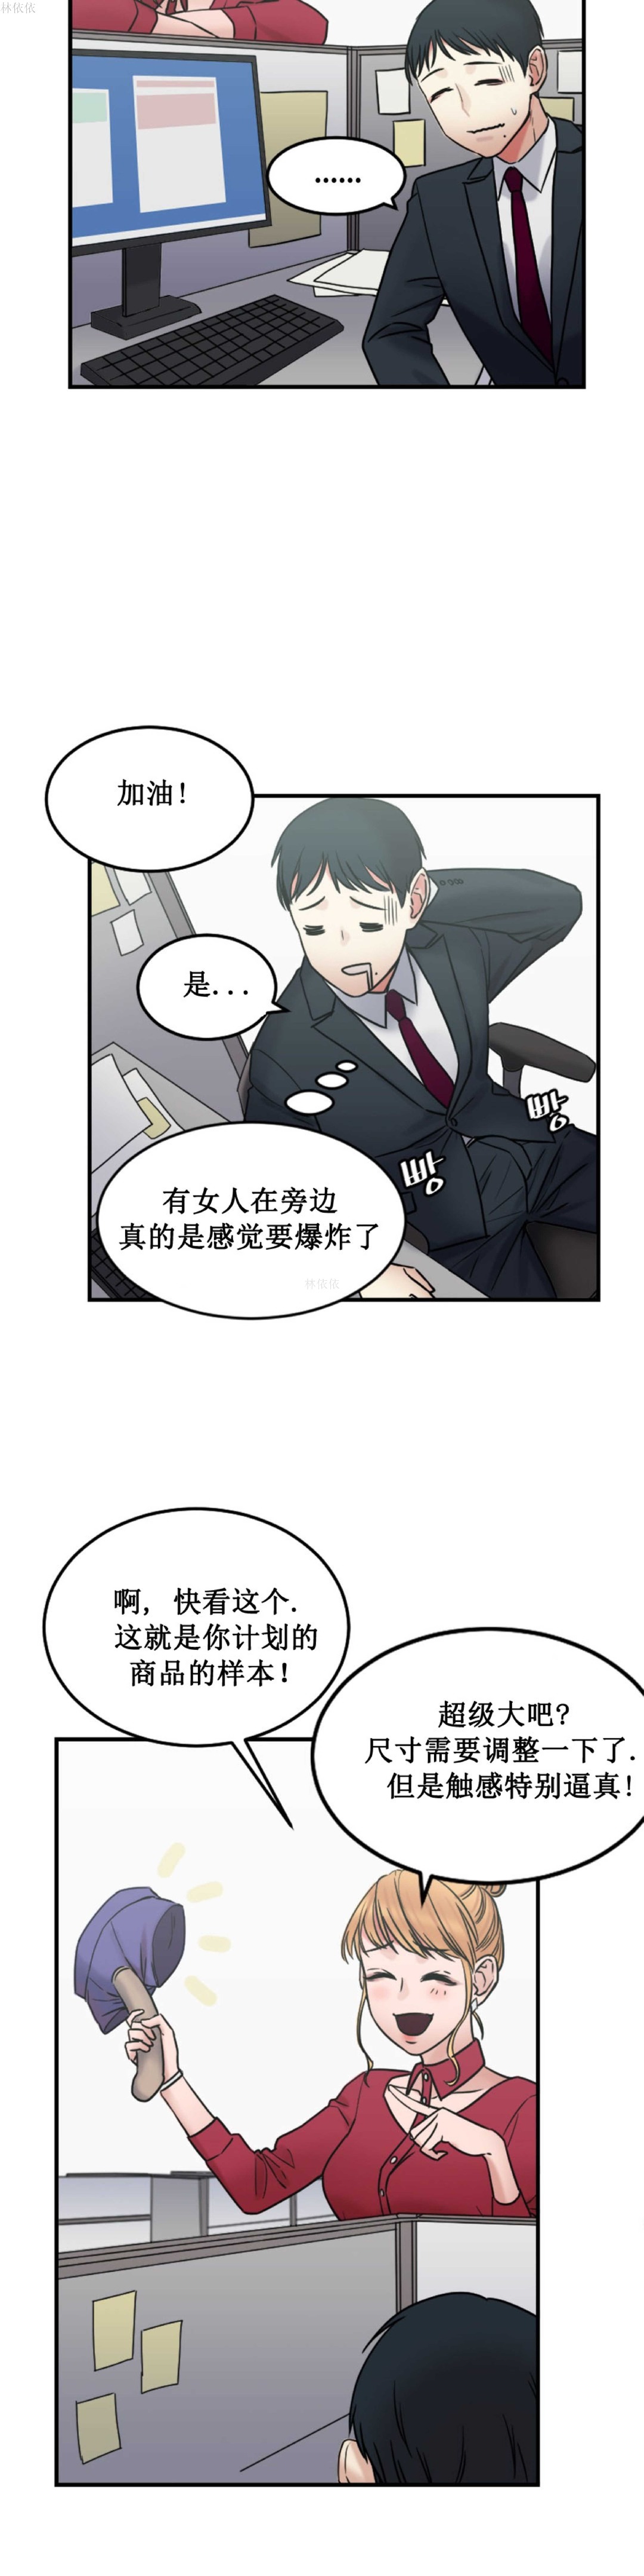 林依依
......
加油!
是...
빵
빵
有女人在旁边
真的是感觉要爆炸了
林依依
啊, 快看这个.
这就是你计划的
商品的样本!
超级大吧?
尺寸需要调整一下了.
但是触感特别逼真!